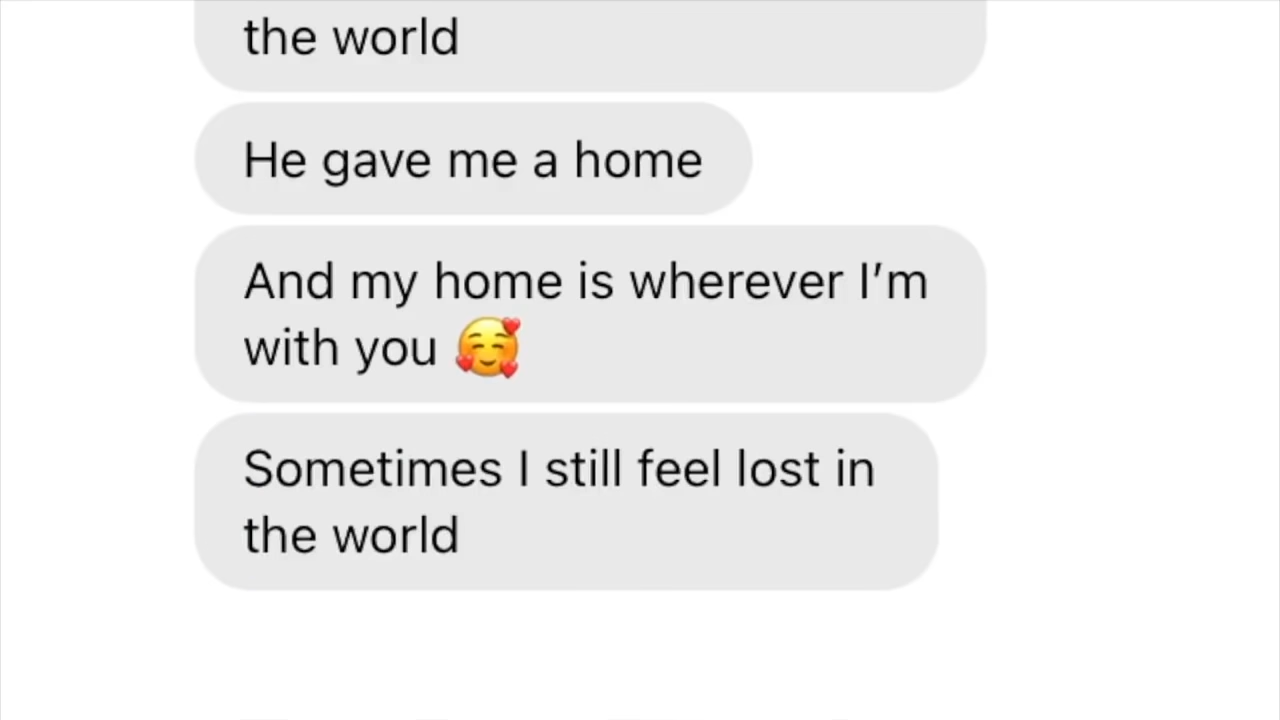 the world
He gave me a home
And my home is wherever I’m
with you 🥰
Sometimes I still feel lost in
the world